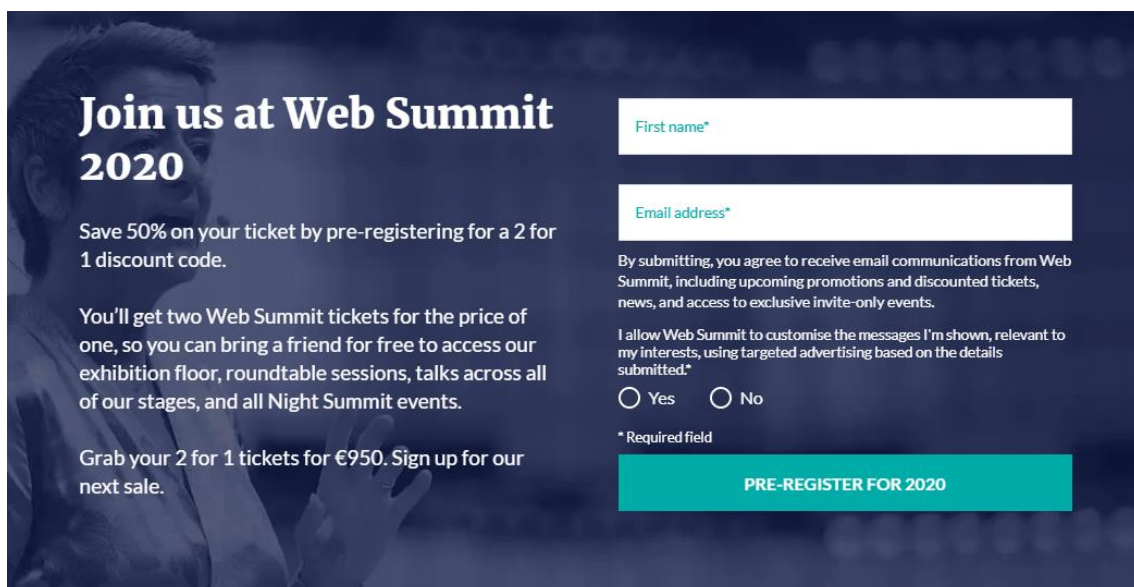 Join us at Web Summit
2020
Save 50% on your ticket by pre-registering for a 2 for
1 discount code.
You'll get two Web Summit tickets for the price of
one, so you can bring a friend for free to access our
exhibition floor, roundtable sessions, talks across all
of our stages, and all Night Summit events.
Grab your 2 for 1 tickets for €950. Sign up for our
next sale.
First name*
Email address*
By submitting, you agree to receive email communications from Web
Summit, including upcoming promotions and discounted tickets,
news, and access to exclusive invite-only events.
I allow Web Summit to customise the messages I'm shown, relevant to
my interests, using targeted advertising based on the details
submitted.*
Yes No
* Required field
PRE-REGISTER FOR 2020